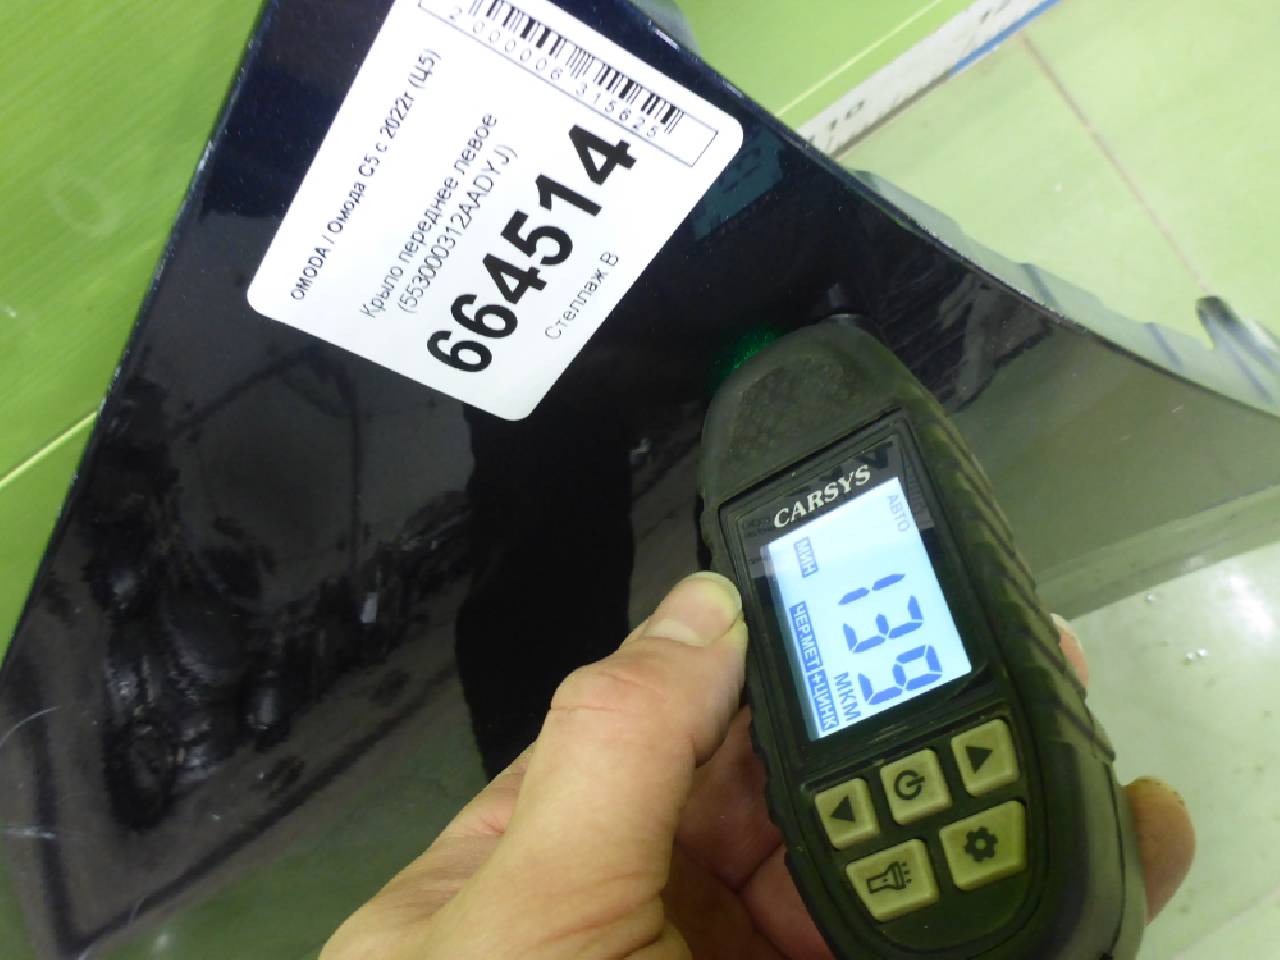 2000006315625
OMODA / Омода C5 с 2022г (Ц5)
Крыло переднее левое
(553000312AADYJ)
664514
Стеллаж B
CARSYS
АВТО
139
МКМ
МИН ЧЕР.МЕТ +ЦИНК